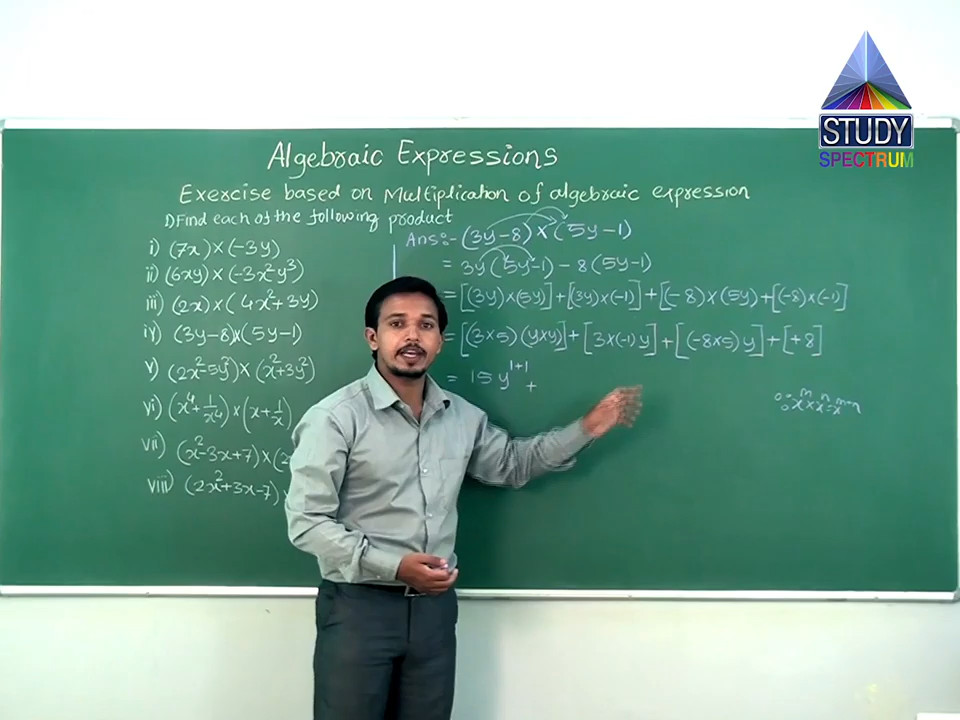 STUDY
SPECTRUM
Algebraic Expressions
Exercise based on Multiplication of algebraic expression
1) Find each of the following product
i) (7x)×(-3y)
ii) (6xy)×(-3x²y³)
iii) (2x)×(4x²+3y)
iv) (3y-8)×(5y-1)
v) (2x²-5y²)×(x²+3y²)
vi) (x⁴+1/x⁴)×(x+1/x)
vii) (x²-3x+7)×(2
viii) (2x²+3x-7)
Ans:- (3y-8)×(5y-1)
= 3y(5y-1) - 8(5y-1)
= [(3y)×(5y)]+[(3y)×(-1)]+[(-8)×(5y)+[(-8)×(-1)]
= [(3×5)(y×y)]+[3×(-1)y]+[(-8×5)y]+[+8]
= 15y¹⁺¹ +
∵ xᵐ×xⁿ=xᵐ⁺ⁿ